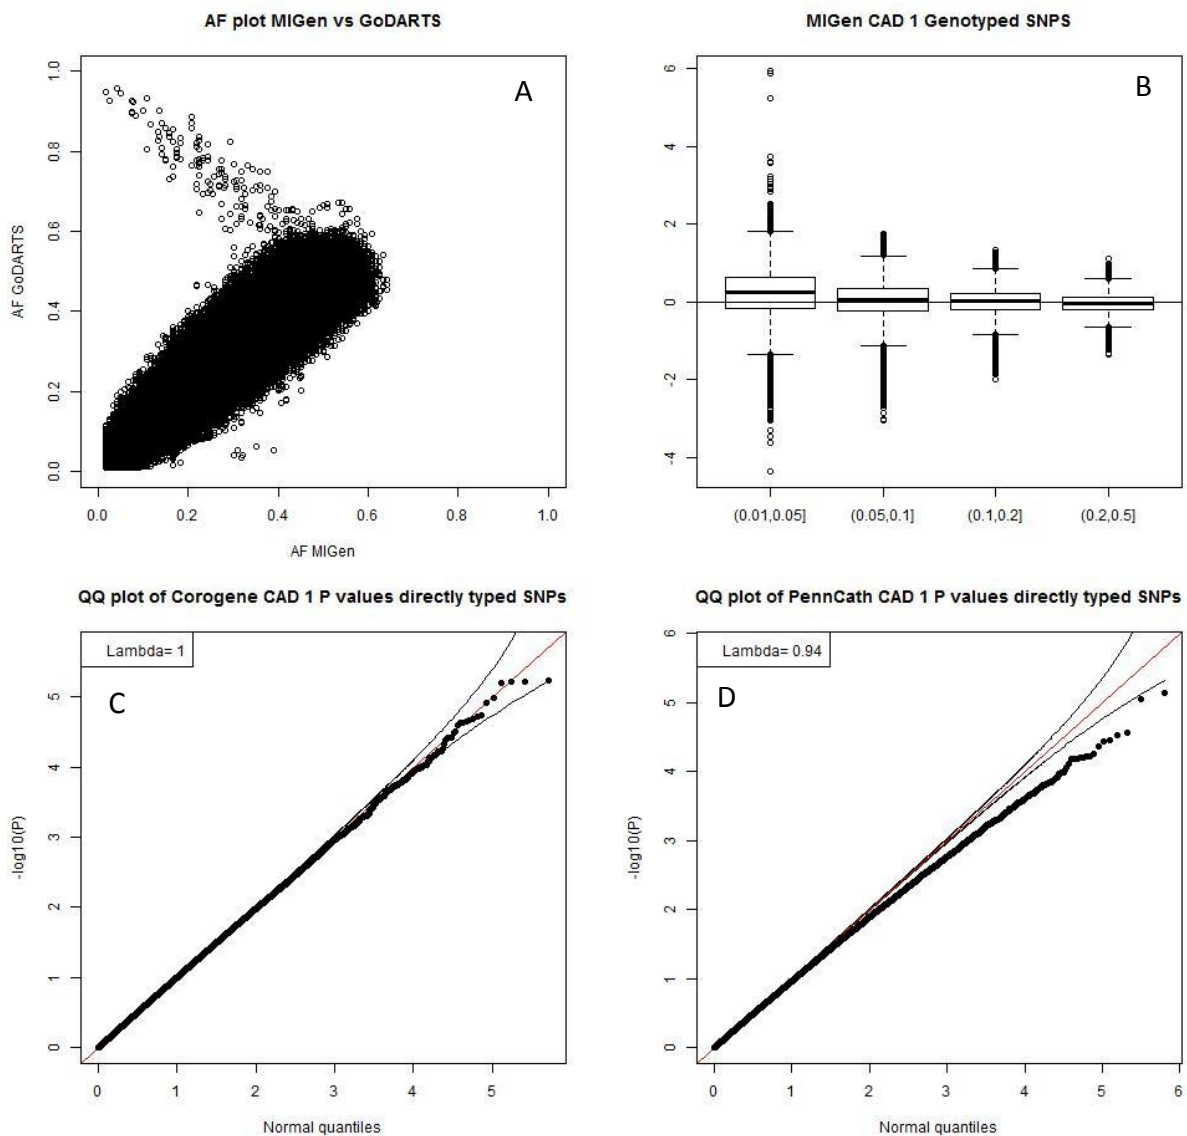 AF plot MIGen vs GoDARTS
A
1.0
0.8
0.6
0.4
0.2
0.0
AF GoDARTS
0.0 0.2 0.4 0.6 0.8 1.0
AF MIGen
MIGen CAD 1 Genotyped SNPS
B
6
4
2
0
-2
-4
(0.01,0.05] (0.05,0.1] (0.1,0.2] (0.2,0.5]
QQ plot of Corogene CAD 1 P values directly typed SNPs
Lambda= 1
C
5
4
3
2
1
0
-log10(P)
0 1 2 3 4 5
Normal quantiles
QQ plot of PennCath CAD 1 P values directly typed SNPs
Lambda= 0.94
D
6
5
4
3
2
1
0
-log10(P)
0 1 2 3 4 5 6
Normal quantiles